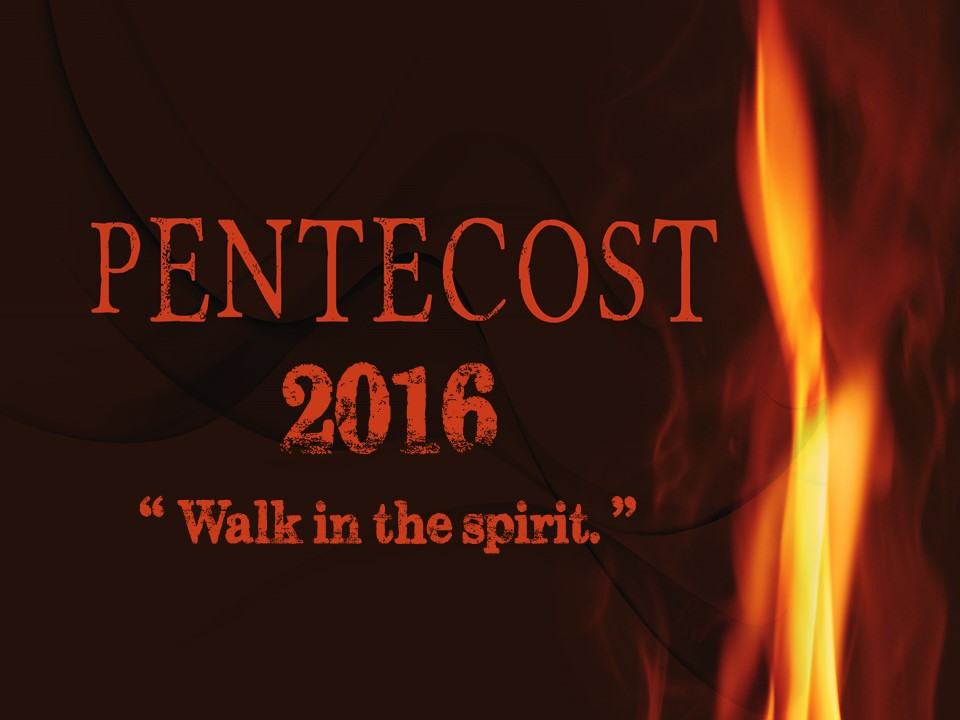 PENTECOST
2016
“ Walk in the spirit. ”